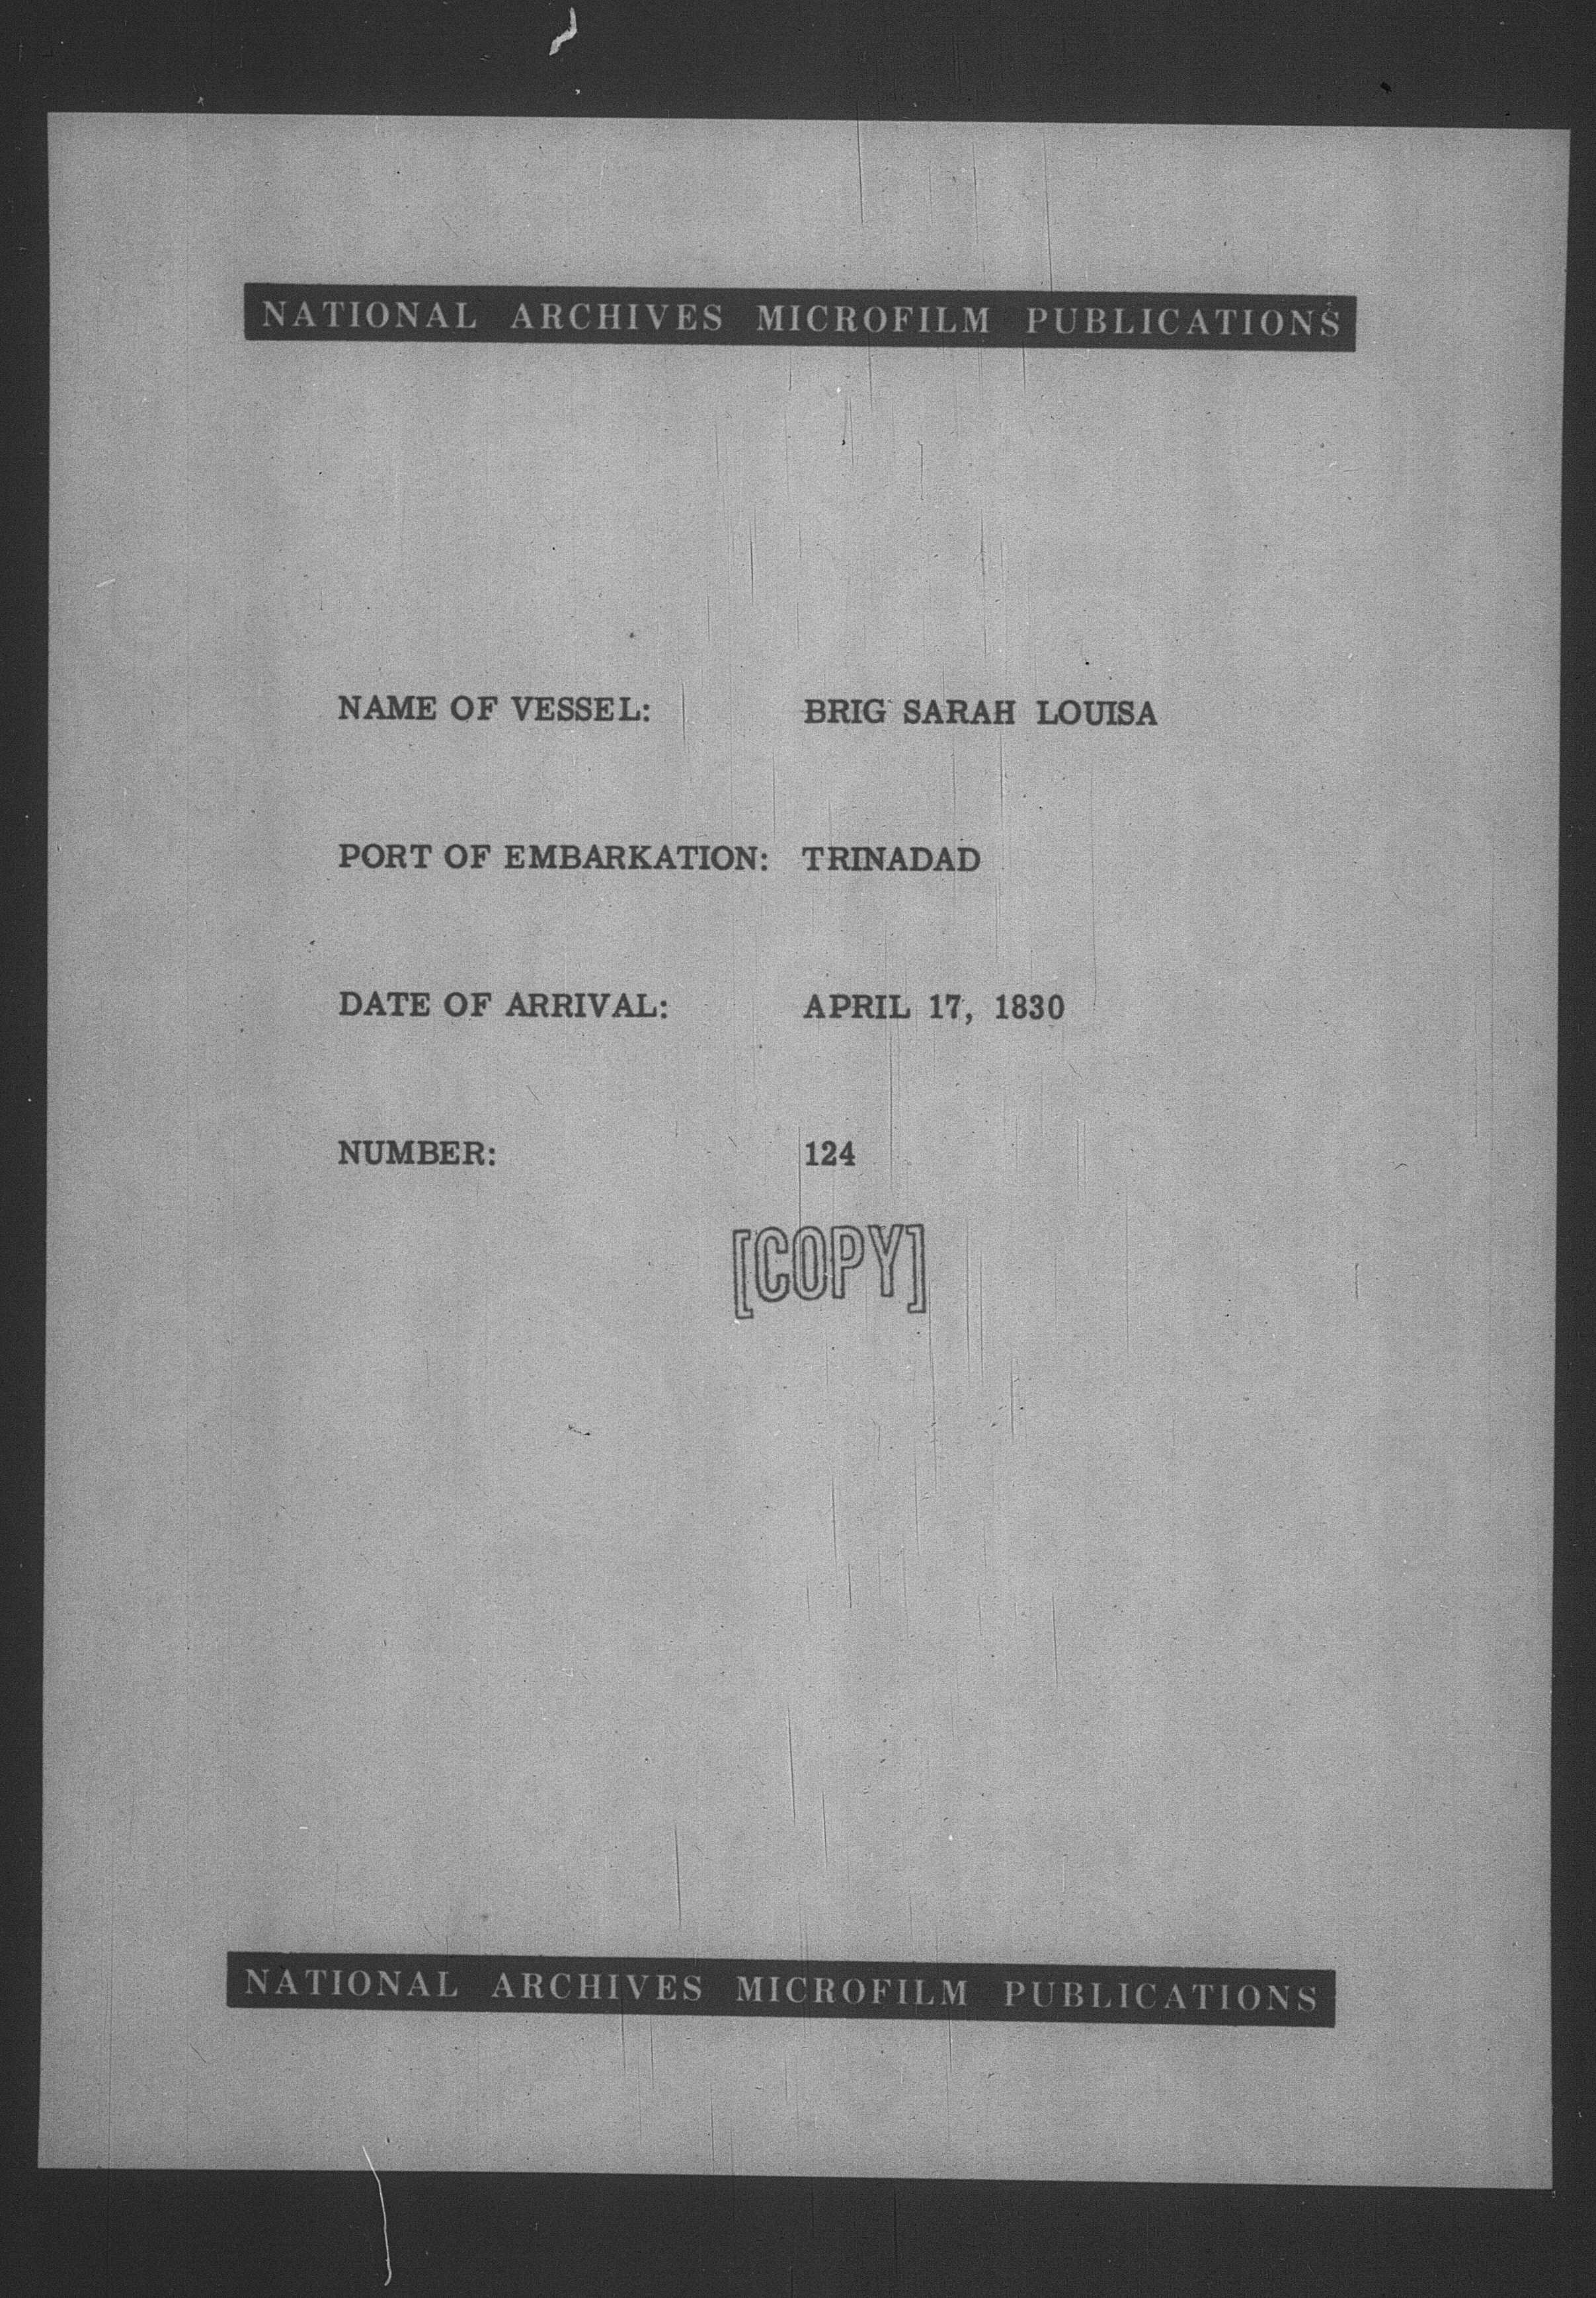 NATIONAL ARCHIVES MICROFILM PUBLICATIONS
NAME OF VESSEL: BRIG SARAH LOUISA
PORT OF EMBARKATION: TRINADAD
DATE OF ARRIVAL: APRIL 17, 1830
NUMBER: 124
[COPY]
NATIONAL ARCHIVES MICROFILM PUBLICATIONS